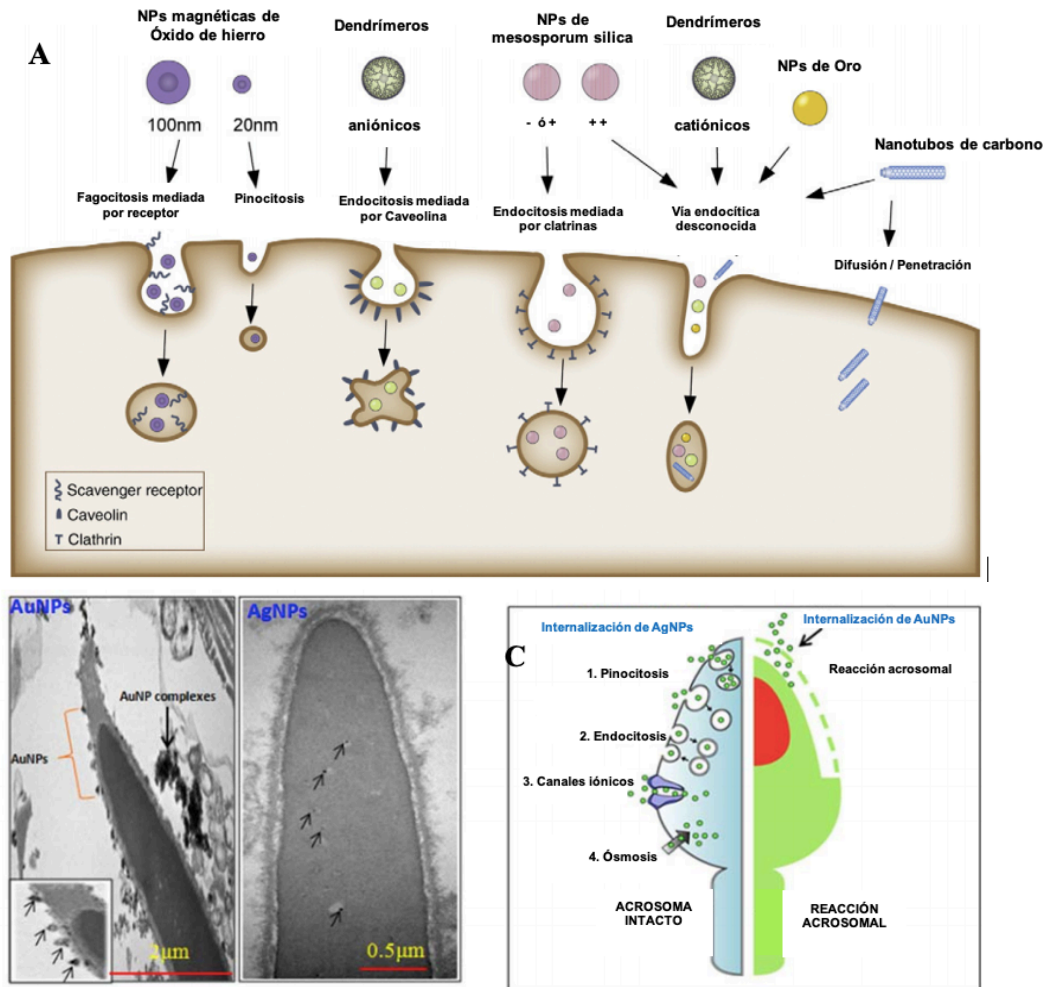 A
NPs magnéticas de
Óxido de hierro
100nm
20nm
Dendrímeros
aniónicos
NPs de
mesosporum silica
- ó +
++
Dendrímeros
catiónicos
NPs de Oro
Nanotubos de carbono
Fagocitosis mediada
por receptor
Pinocitosis
Endocitosis mediada
por Caveolina
Endocitosis mediada
por clatrinas
Vía endocítica
desconocida
Difusión / Penetración
Scavenger receptor
Caveolin
Clathrin
AuNPs
AuNP complexes
AuNPs
2µm
AgNPs
0.5µm
C
Internalización de AgNPs
Internalización de AuNPs
Reacción acrosomal
1. Pinocitosis
2. Endocitosis
3. Canales iónicos
4. Ósmosis
ACROSOMA
INTACTO
REACCIÓN
ACROSOMAL